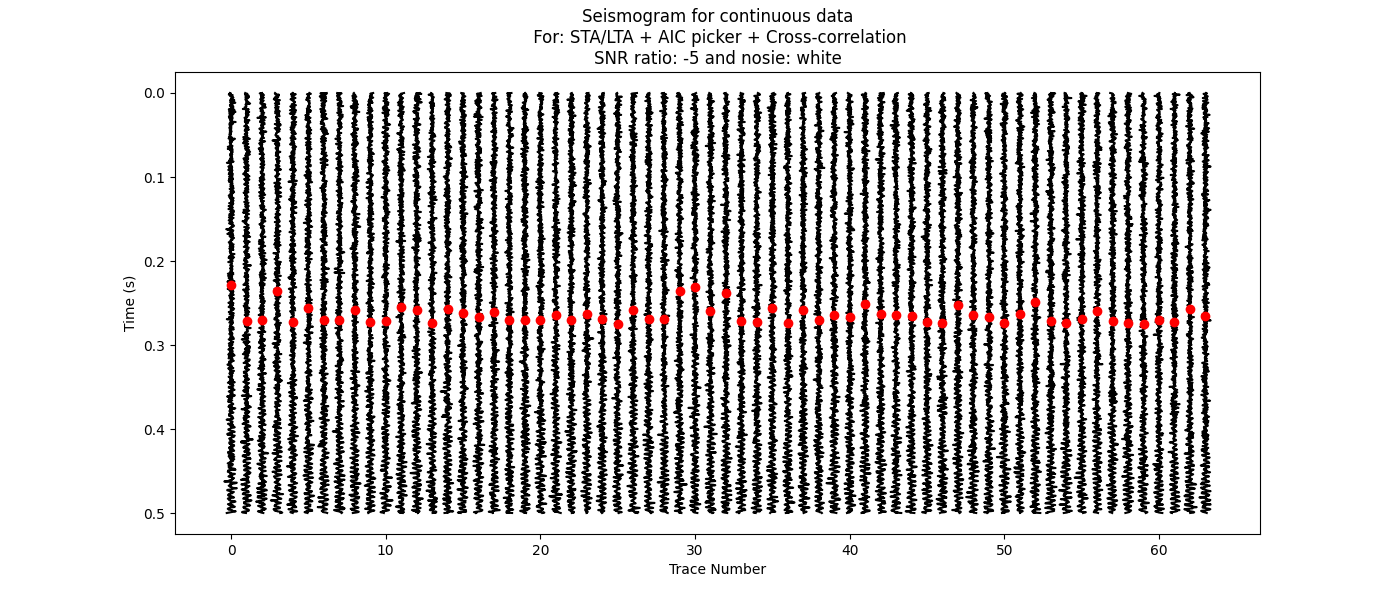 Seismogram for continuous data
For: STA/LTA + AIC picker + Cross-correlation
SNR ratio: -5 and nosie: white
0.0
0.1
0.2
0.3
0.4
0.5
Time (s)
0 10 20 30 40 50 60
Trace Number